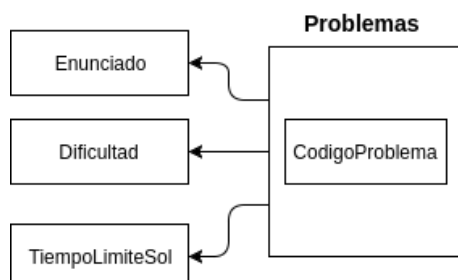 Problemas
Enunciado
Dificultad
CodigoProblema
TiempoLimiteSol